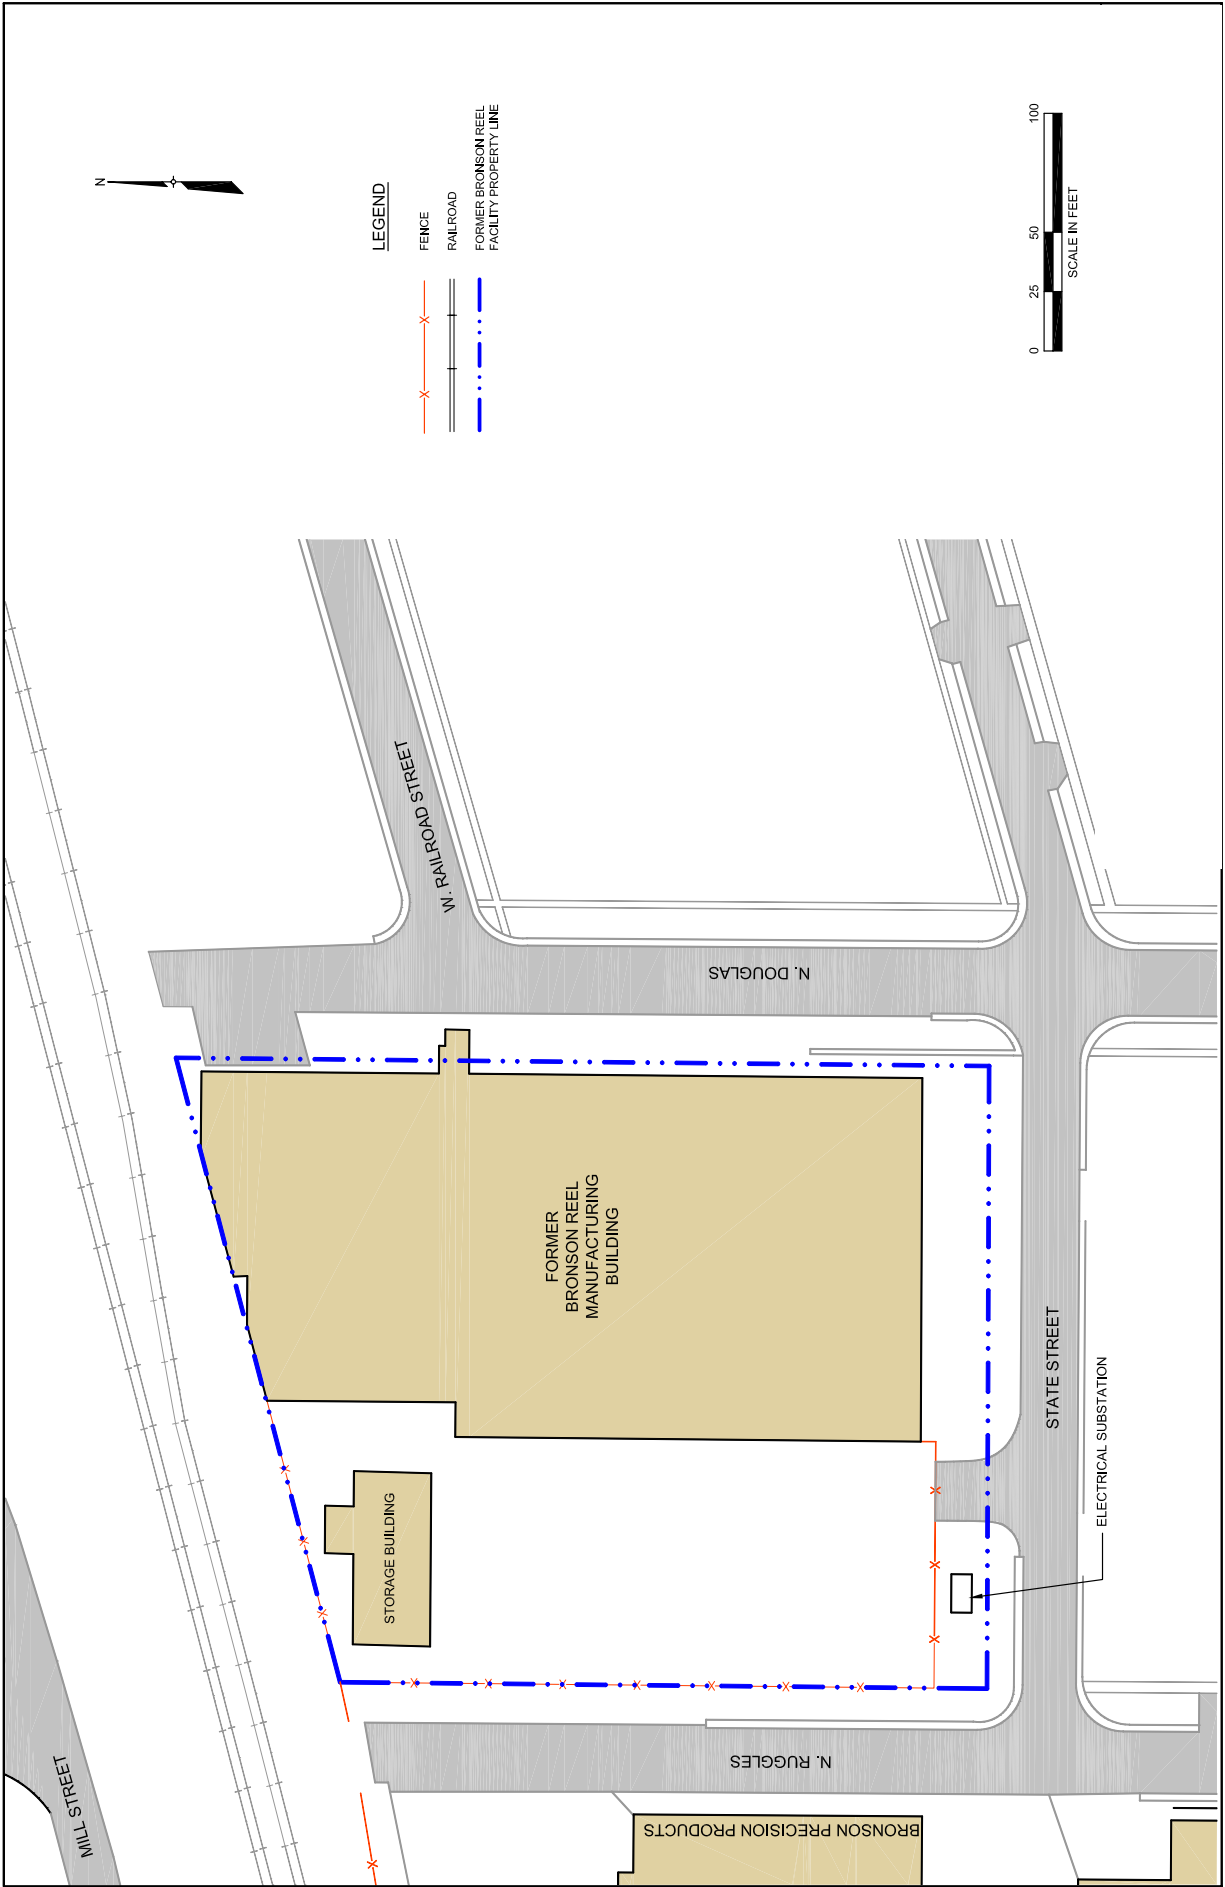 N
LEGEND
FENCE
RAILROAD
FORMER BRONSON REEL
FACILITY PROPERTY LINE
0 25 50 100
SCALE IN FEET
MILL STREET
W. RAILROAD STREET
N. DOUGLAS
FORMER
BRONSON REEL
MANUFACTURING
BUILDING
STORAGE BUILDING
STATE STREET
ELECTRICAL SUBSTATION
N. RUGGLES
BRONSON PRECISION PRODUCTS